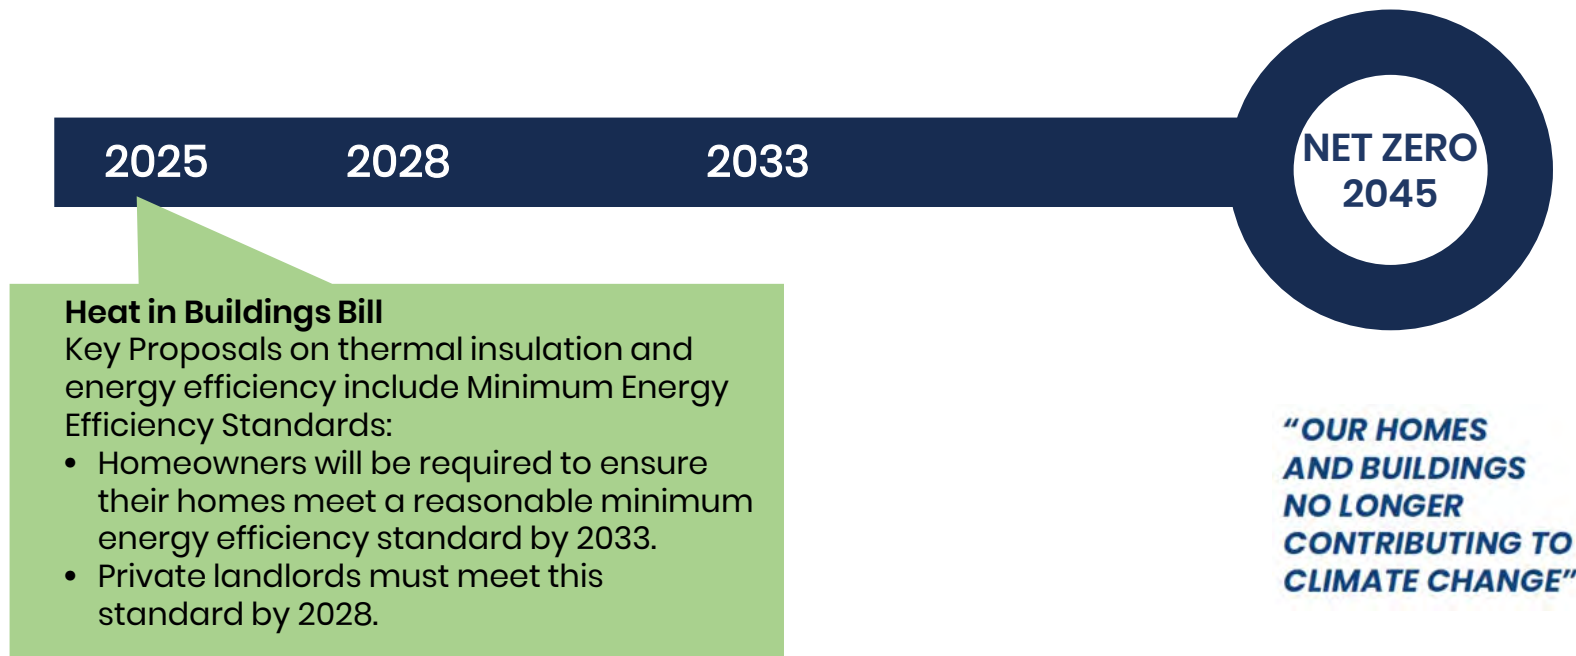 2025 2028 2033
NET ZERO
2045
Heat in Buildings Bill
Key Proposals on thermal insulation and
energy efficiency include Minimum Energy
Efficiency Standards:
• Homeowners will be required to ensure
their homes meet a reasonable minimum
energy efficiency standard by 2033.
• Private landlords must meet this
standard by 2028.
“OUR HOMES
AND BUILDINGS
NO LONGER
CONTRIBUTING TO
CLIMATE CHANGE”